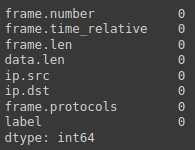 frame.number 0
frame.time_relative 0
frame.len 0
data.len 0
ip.src 0
ip.dst 0
frame.protocols 0
label 0
dtype: int64